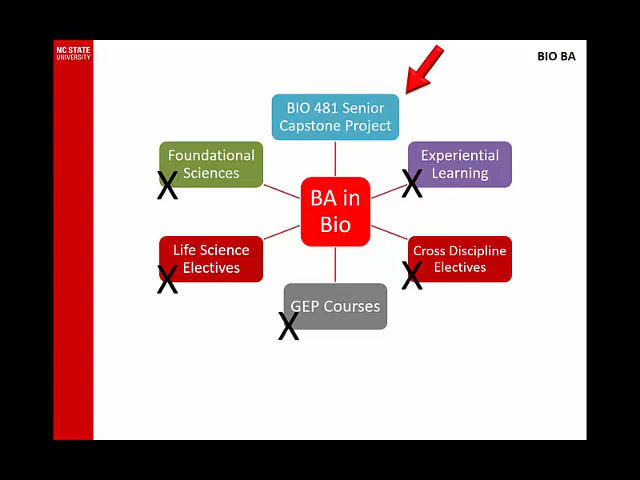 NC STATE
UNIVERSITY
BIO BA
BIO 481 Senior
Capstone Project
Foundational
Sciences
X
Experiential
Learning
X
BA in
Bio
Life Science
Electives
X
Cross Discipline
Electives
X
GEP Courses
X